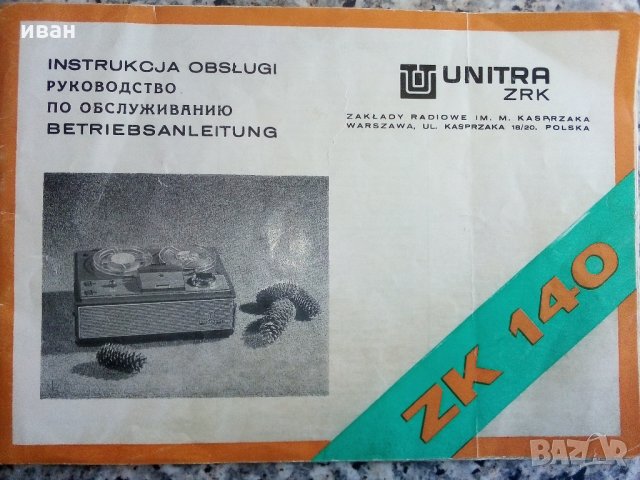 иван
INSTRUKCJA OBSŁUGI
РУКОВОДСТВО
ПО ОБСЛУЖИВАНИЮ
BETRIEBSANLEITUNG
UNITRA
ZRK
ZAKŁADY RADIOWE IM. M. KASPRZAKA
WARSZAWA, UL. KASPRZAKA 18/20. POLSKA
ZK 140
BAZAR